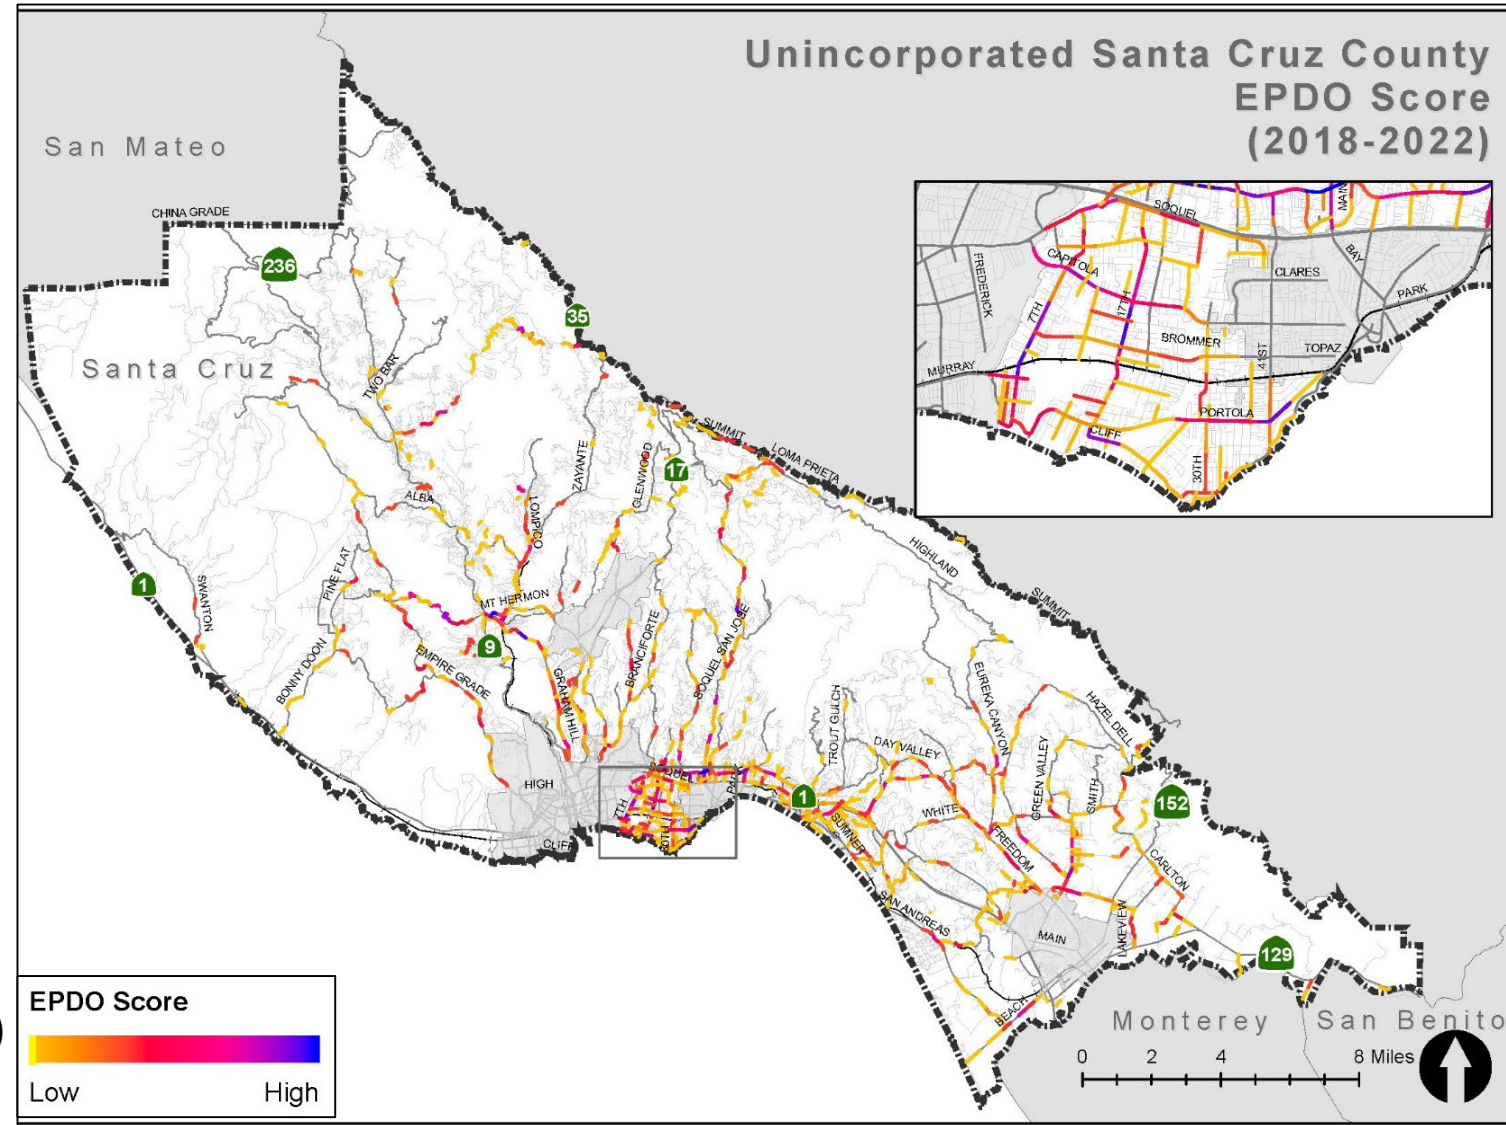 Unincorporated Santa Cruz County
EPDO Score
(2018-2022)
San Mateo
CHINA GRADE
236
35
Santa Cruz
TWO BAR
SUMMIT
LOMA PRIETA
17
GLENWOOD
ZAYANTE
ALBA
LOMPICO
HIGHLAND
1
SWANTON
PINE FLAT
MT HERMON
SUMMIT
9
BRANCIFORTE
SOQUEL SAN JOSE
BONNY DOON
EMPIRE GRADE
GRAHAM HILL
EUREKA CANYON
HAZEL DELL
TROUT GULCH
DAY VALLEY
GREEN VALLEY
SMITH
HIGH
SOQUEL
PARK
1
152
7TH
30TH
CLIFF
SUMNER
WHITE
FREEDOM
CARLTON
SAN ANDREAS
MAIN
LAKEVIEW
129
BEACH
Monterey
San Benito
SOQUEL
MAIN
FREDERICK
CAPITOLA
BAY
CLARES
PARK
7TH
17TH
BROMMER
41ST
TOPAZ
MURRAY
PORTOLA
CLIFF
30TH
EPDO Score
Low High
0 2 4 8 Miles